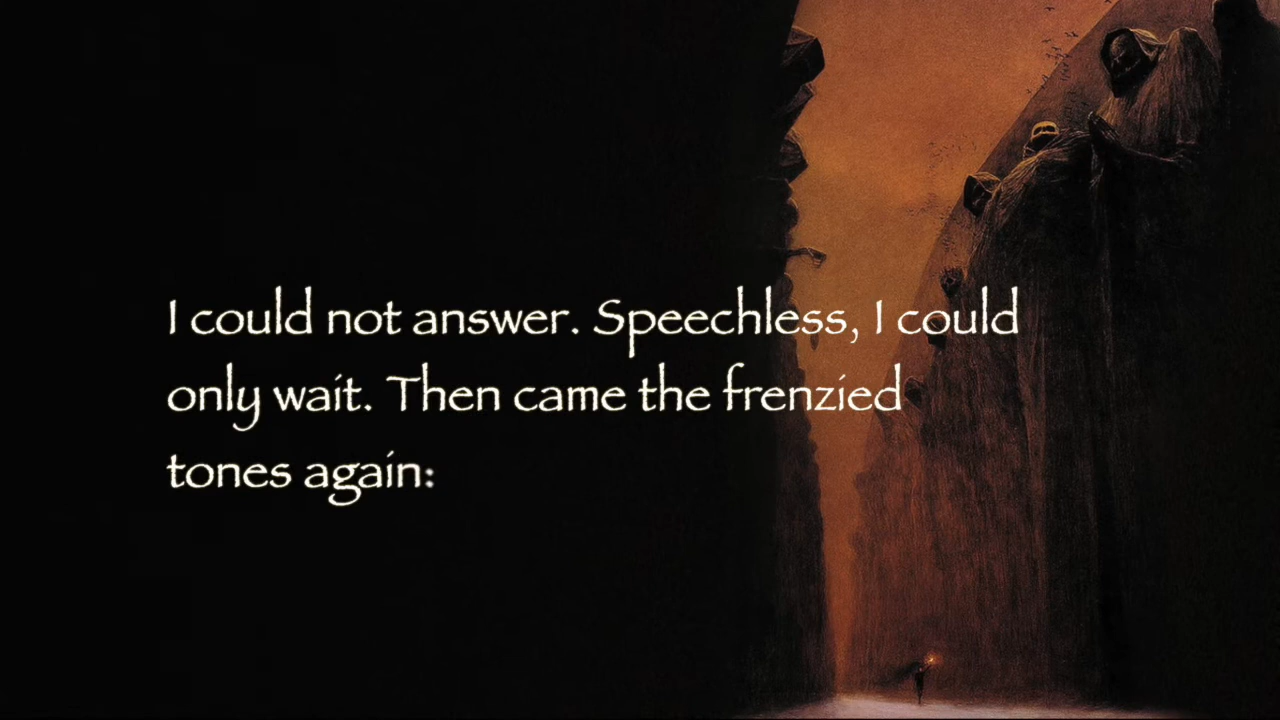 I could not answer. Speechless, I could
only wait. Then came the frenzied
tones again: